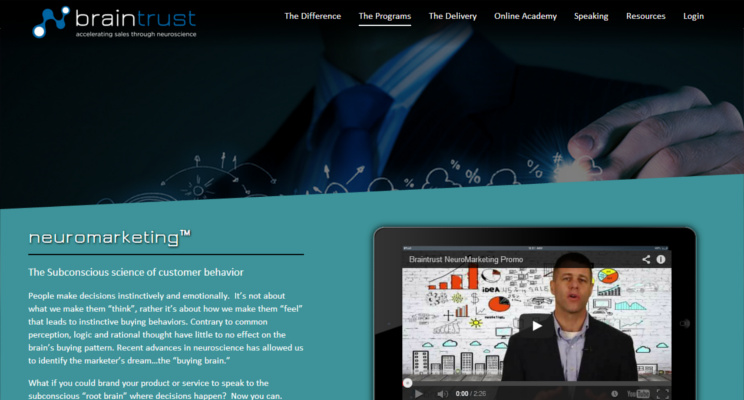 braintrust
accelerating sales through neuroscience
The Difference The Programs The Delivery Online Academy Speaking Resources Login
% % % %
neuromarketing™
The Subconscious science of customer behavior
People make decisions instinctively and emotionally. It's not about
what we make them “think”, rather it's about how we make them “feel”
that leads to instinctive buying behaviors. Contrary to common
perception, logic and rational thought have little to no effect on the
brain's buying pattern. Recent advances in neuroscience has allowed us
to identify the marketer's dream…the “buying brain.”
What if you could brand your product or service to speak to the
subconscious “root brain” where decisions happen? Now you can.
Braintrust NeuroMarketing Promo
IDEA
0:00 / 2:26
YouTube